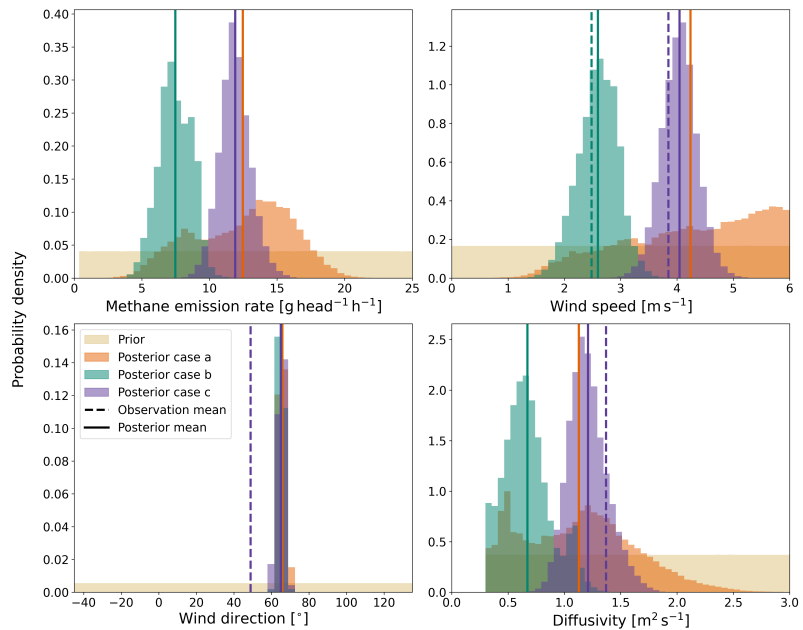 0.40
0.35
0.30
0.25
0.20
0.15
0.10
0.05
0.00
0 5 10 15 20 25
Methane emission rate [g head⁻¹ h⁻¹]
1.2
1.0
0.8
0.6
0.4
0.2
0.0
0 1 2 3 4 5 6
Wind speed [m s⁻¹]
Probability density
0.16
0.14
0.12
0.10
0.08
0.06
0.04
0.02
0.00
−40 −20 0 20 40 60 80 100 120
Wind direction [°]
Prior
Posterior case a
Posterior case b
Posterior case c
Observation mean
Posterior mean
2.5
2.0
1.5
1.0
0.5
0.0
0.0 0.5 1.0 1.5 2.0 2.5 3.0
Diffusivity [m² s⁻¹]